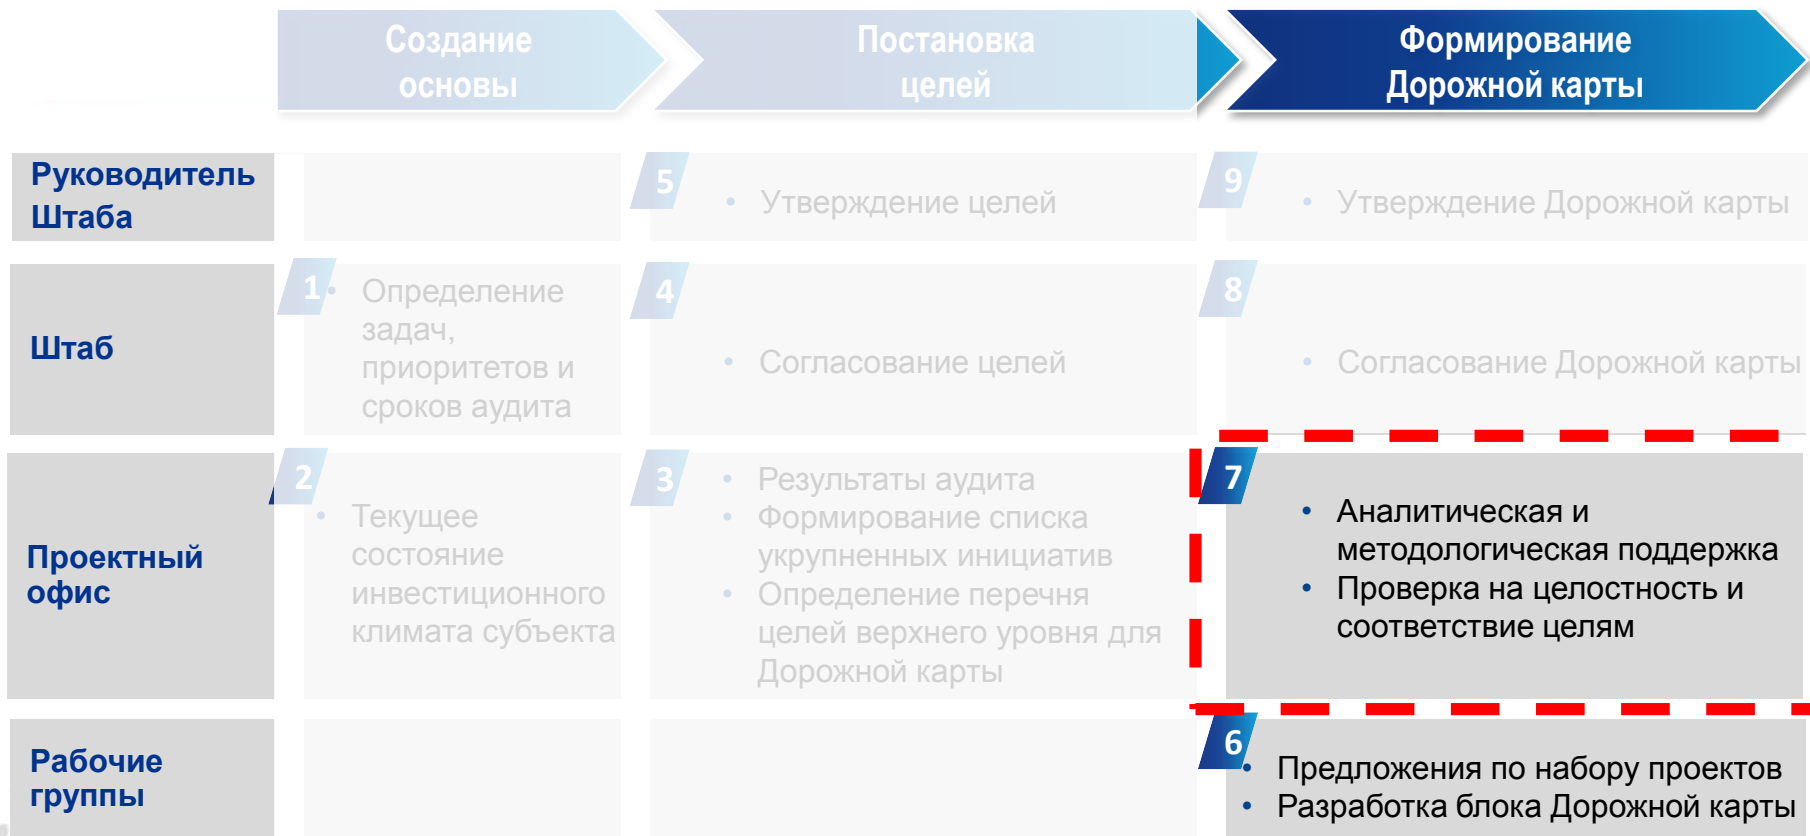 Создание
основы
Постановка
целей
Формирование
Дорожной карты
Руководитель
Штаба
5
• Утверждение целей
9
• Утверждение Дорожной карты
Штаб
1
• Определение
задач,
приоритетов и
сроков аудита
4
• Согласование целей
8
• Согласование Дорожной карты
Проектный
офис
2
• Текущее
состояние
инвестиционного
климата субъекта
3
• Результаты аудита
• Формирование списка
укрупненных инициатив
• Определение перечня
целей верхнего уровня для
Дорожной карты
7
• Аналитическая и
методологическая поддержка
• Проверка на целостность и
соответствие целям
Рабочие
группы
6
• Предложения по набору проектов
• Разработка блока Дорожной карты